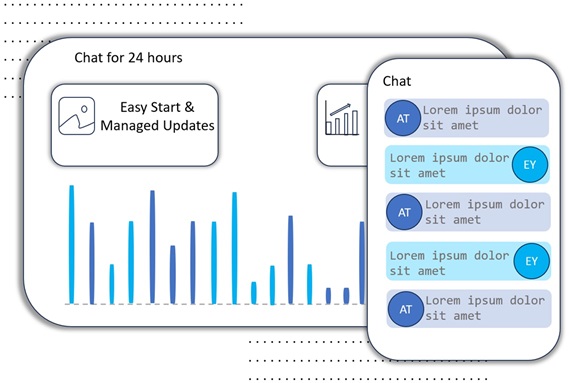 Chat for 24 hours
Easy Start &
Managed Updates
Chat
AT
Lorem ipsum dolor
sit amet
Lorem ipsum dolor
sit amet
EY
AT
Lorem ipsum dolor
sit amet
Lorem ipsum dolor
sit amet
EY
AT
Lorem ipsum dolor
sit amet